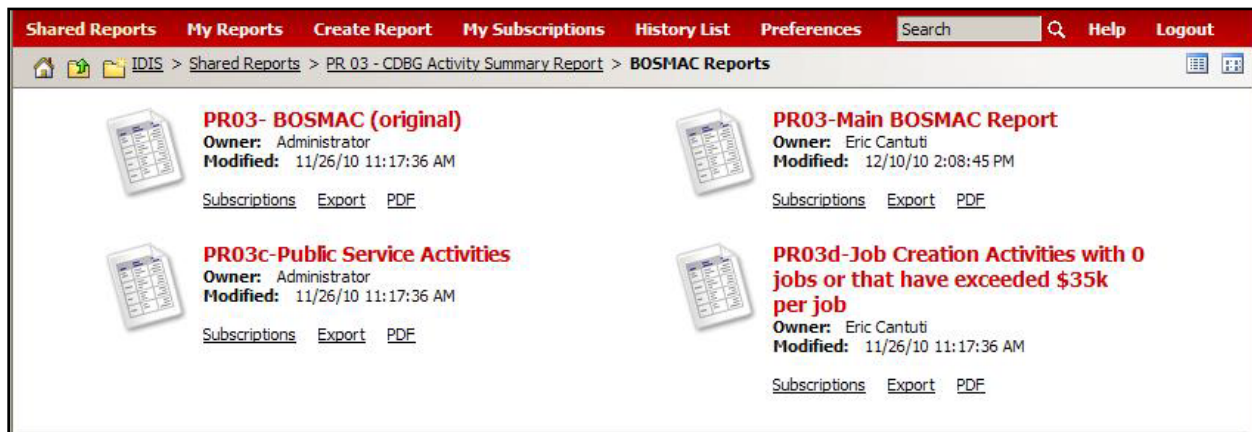 Shared Reports My Reports Create Report My Subscriptions History List Preferences Search Help Logout
IDIS > Shared Reports > PR 03 - CDBG Activity Summary Report > BOSMAC Reports
PR03- BOSMAC (original)
Owner: Administrator
Modified: 11/26/10 11:17:36 AM
Subscriptions Export PDF
PR03-Main BOSMAC Report
Owner: Eric Cantuti
Modified: 12/10/10 2:08:45 PM
Subscriptions Export PDF
PR03c-Public Service Activities
Owner: Administrator
Modified: 11/26/10 11:17:36 AM
Subscriptions Export PDF
PR03d-Job Creation Activities with 0
jobs or that have exceeded $35k
per job
Owner: Eric Cantuti
Modified: 11/26/10 11:17:36 AM
Subscriptions Export PDF